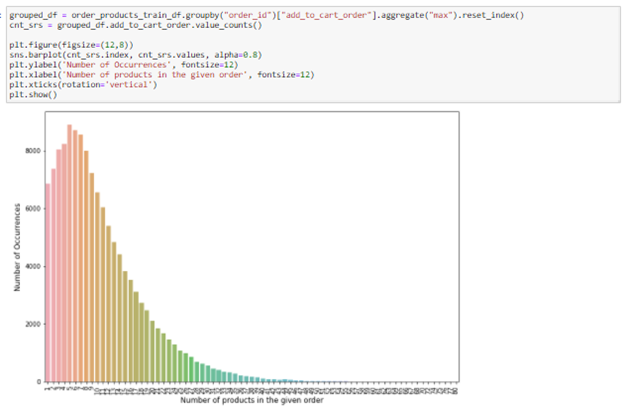 grouped_df = order_products_train_df.groupby("order_id")["add_to_cart_order"].aggregate("max").reset_index()
cnt_srs = grouped_df.add_to_cart_order.value_counts()
plt.figure(figsize=(12,8))
sns.barplot(cnt_srs.index, cnt_srs.values, alpha=0.8)
plt.ylabel('Number of Occurrences', fontsize=12)
plt.xlabel('Number of products in the given order', fontsize=12)
plt.xticks(rotation='vertical')
plt.show()
Number of Occurrences
8000
6000
4000
2000
0
Number of products in the given order